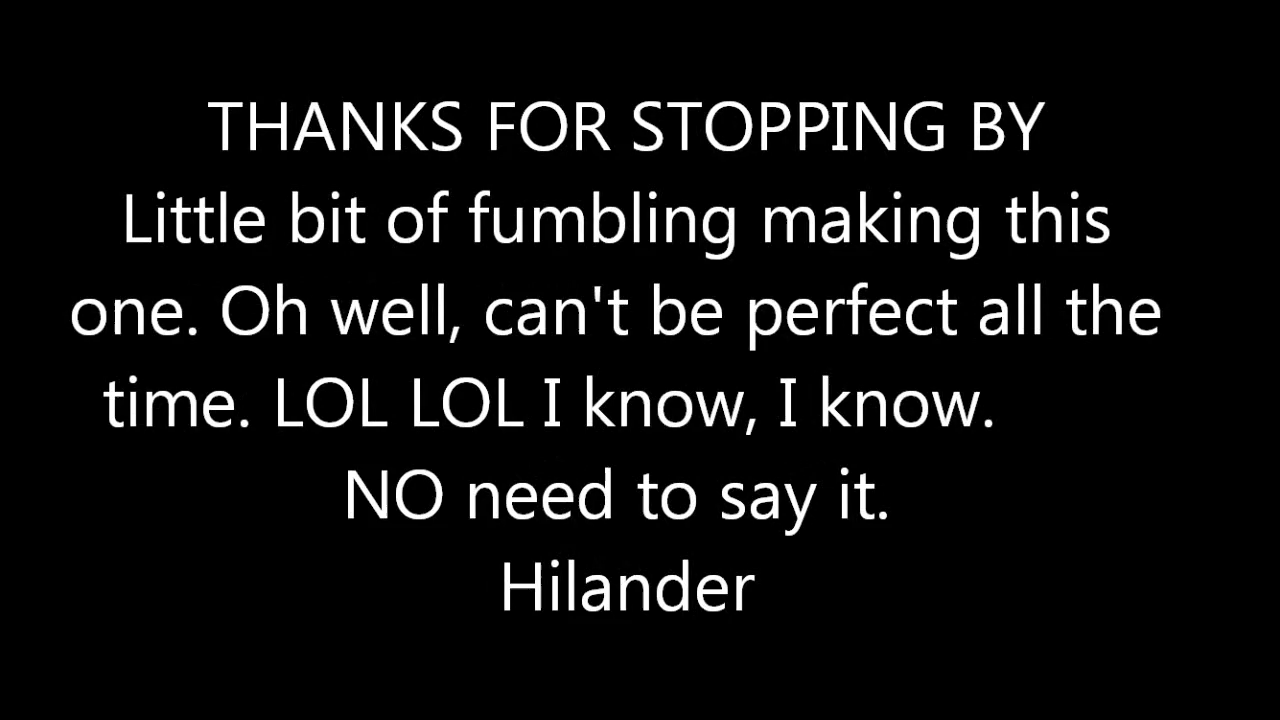 THANKS FOR STOPPING BY
Little bit of fumbling making this
one. Oh well, can't be perfect all the
time. LOL LOL I know, I know.
NO need to say it.
Hilander